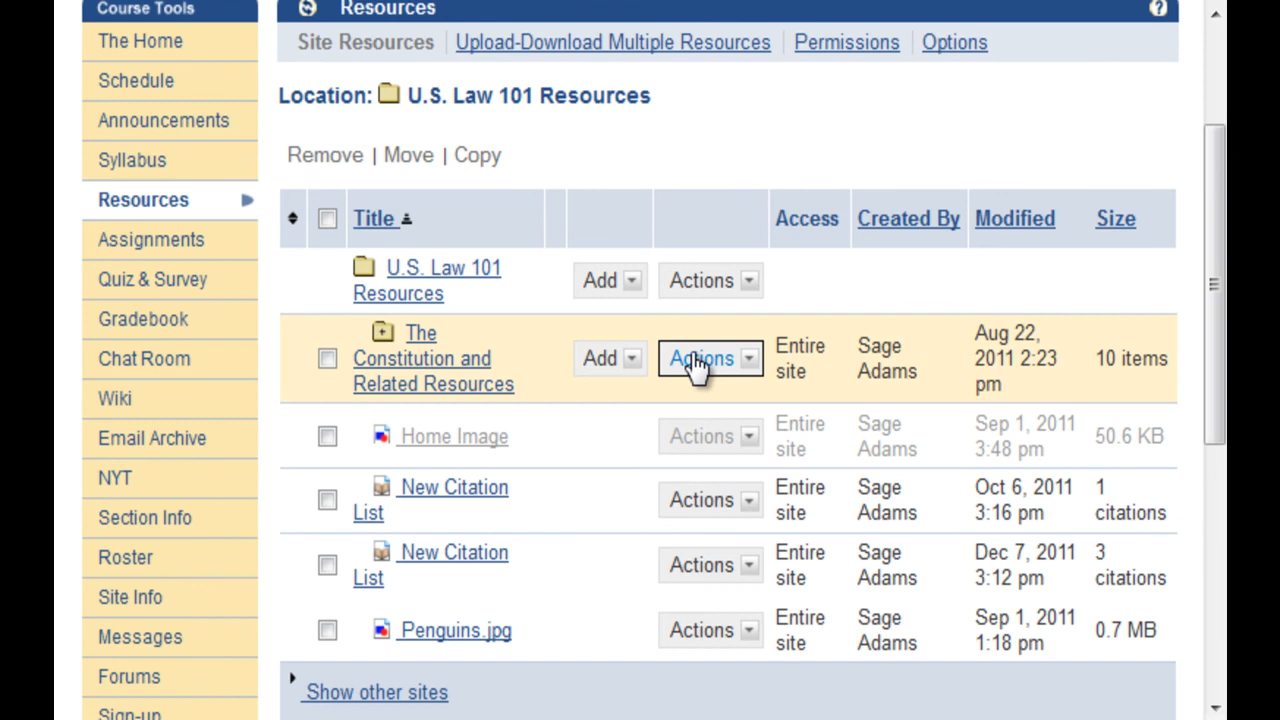 Course Tools
The Home
Schedule
Announcements
Syllabus
Resources
Assignments
Quiz & Survey
Gradebook
Chat Room
Wiki
Email Archive
NYT
Section Info
Roster
Site Info
Messages
Forums
Sign-up
Resources
?
Site Resources
Upload-Download Multiple Resources
Permissions
Options
Location: U.S. Law 101 Resources
Remove | Move | Copy
Title Access Created By Modified Size
U.S. Law 101
Resources
Add Actions
The
Constitution and
Related Resources
Add Actions
Entire
site
Sage
Adams
Aug 22,
2011 2:23
pm
10 items
Home Image
Actions
Entire
site
Sage
Adams
Sep 1, 2011
3:48 pm
50.6 KB
New Citation
List
Actions
Entire
site
Sage
Adams
Oct 6, 2011
3:16 pm
1
citations
New Citation
List
Actions
Entire
site
Sage
Adams
Dec 7, 2011
3:12 pm
3
citations
Penguins.jpg
Actions
Entire
site
Sage
Adams
Sep 1, 2011
1:18 pm
0.7 MB
Show other sites